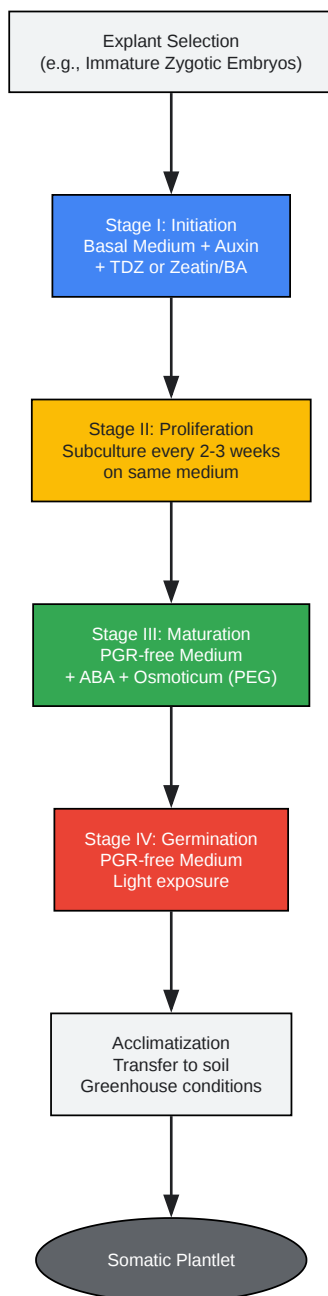 Explant Selection
(e.g., Immature Zygotic Embryos)
Stage I: Initiation
Basal Medium + Auxin
+ TDZ or Zeatin/BA
Stage II: Proliferation
Subculture every 2-3 weeks
on same medium
Stage III: Maturation
PGR-free Medium
+ ABA + Osmoticum (PEG)
Stage IV: Germination
PGR-free Medium
Light exposure
Acclimatization
Transfer to soil
Greenhouse conditions
Somatic Plantlet